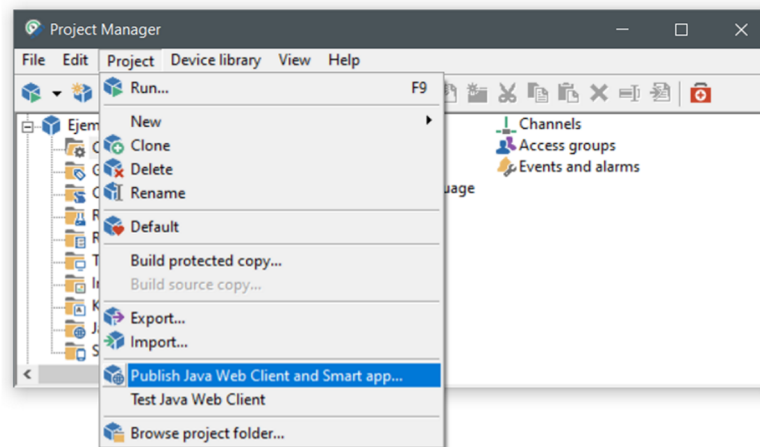 Project Manager
File Edit Project Device library View Help
Run... F9
New
Clone
Delete
Rename
Default
Build protected copy...
Build source copy...
Export...
Import...
Publish Java Web Client and Smart app...
Test Java Web Client
Browse project folder...
Ejem
Channels
Access groups
Events and alarms
uage